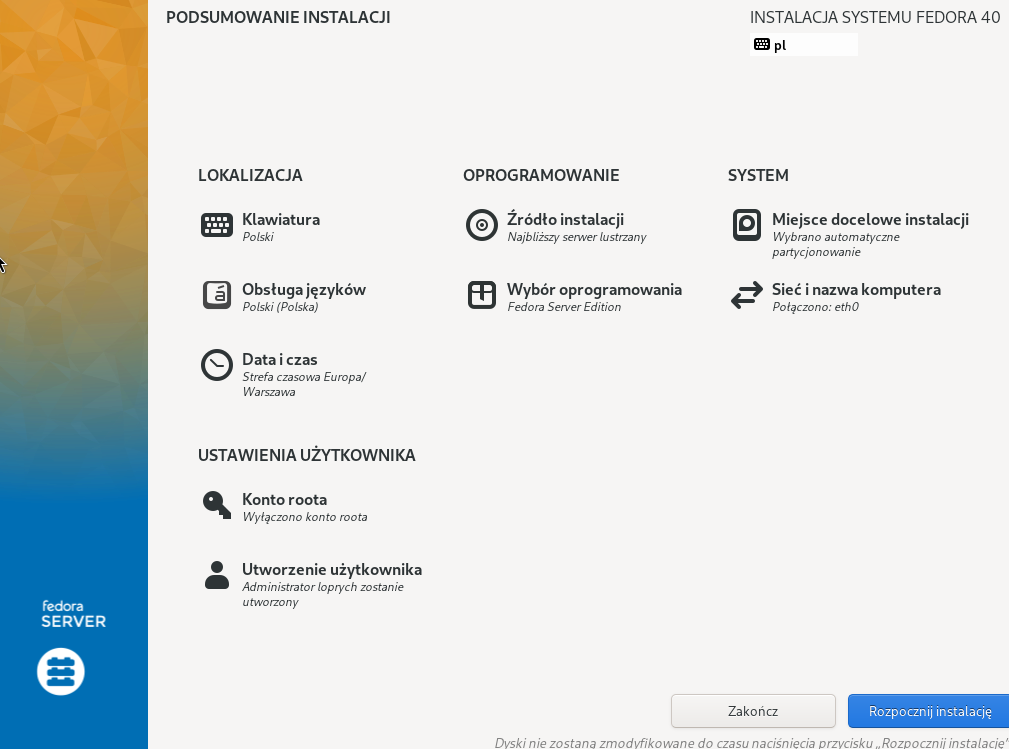 PODSUMOWANIE INSTALACJI
INSTALACJA SYSTEMU FEDORA 40
pl
LOKALIZACJA
Klawiatura
Polski
Obsługa języków
Polski (Polska)
Data i czas
Strefa czasowa Europa/
Warszawa
OPROGRAMOWANIE
Źródło instalacji
Najbliższy serwer lustrzany
Wybór oprogramowania
Fedora Server Edition
SYSTEM
Miejsce docelowe instalacji
Wybrano automatyczne
partycjonowanie
Sieć i nazwa komputera
Połączono: eth0
USTAWIENIA UŻYTKOWNIKA
Konto roota
Wyłączono konto roota
Utworzenie użytkownika
Administrator loprych zostanie
utworzony
fedora
SERVER
Zakończ
Rozpocznij instalację
Dyski nie zostaną zmodyfikowane do czasu naciśnięcia przycisku „Rozpocznij instalację”